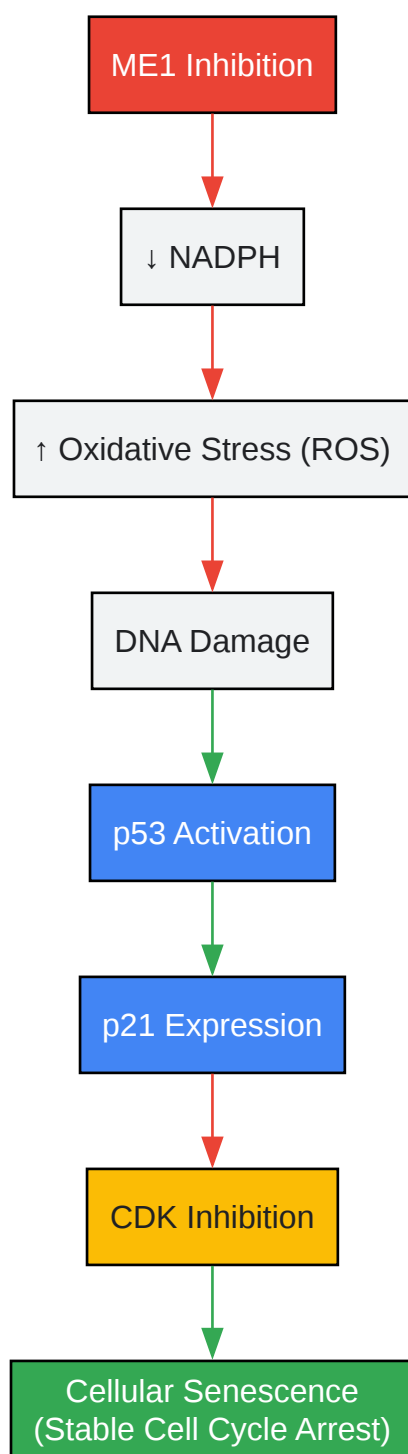 ME1 Inhibition
↓ NADPH
↑ Oxidative Stress (ROS)
DNA Damage
p53 Activation
p21 Expression
CDK Inhibition
Cellular Senescence
(Stable Cell Cycle Arrest)